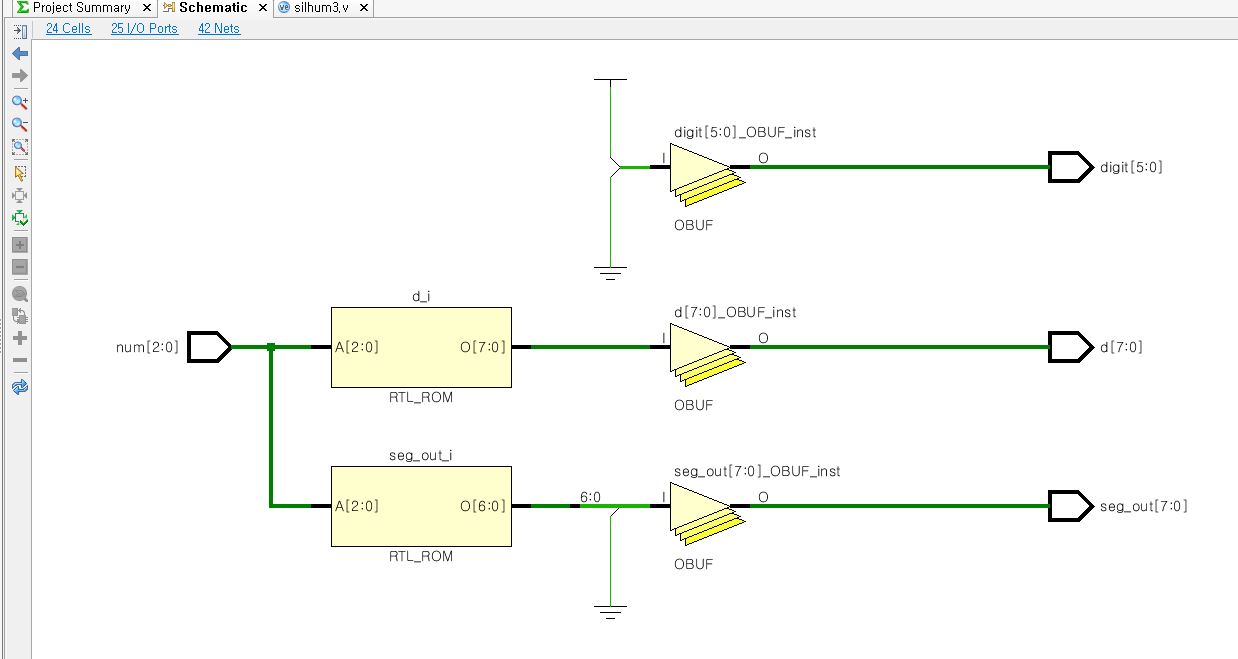 Project Summary × Schematic × silhum3.v ×
24 Cells 25 I/O Ports 42 Nets
digit[5:0]_OBUF_inst
I O digit[5:0]
OBUF
d_i
d[7:0]_OBUF_inst
num[2:0] A[2:0] O[7:0] I O d[7:0]
RTL_ROM
OBUF
seg_out_i
seg_out[7:0]_OBUF_inst
A[2:0] O[6:0] 6:0 I O seg_out[7:0]
RTL_ROM
OBUF